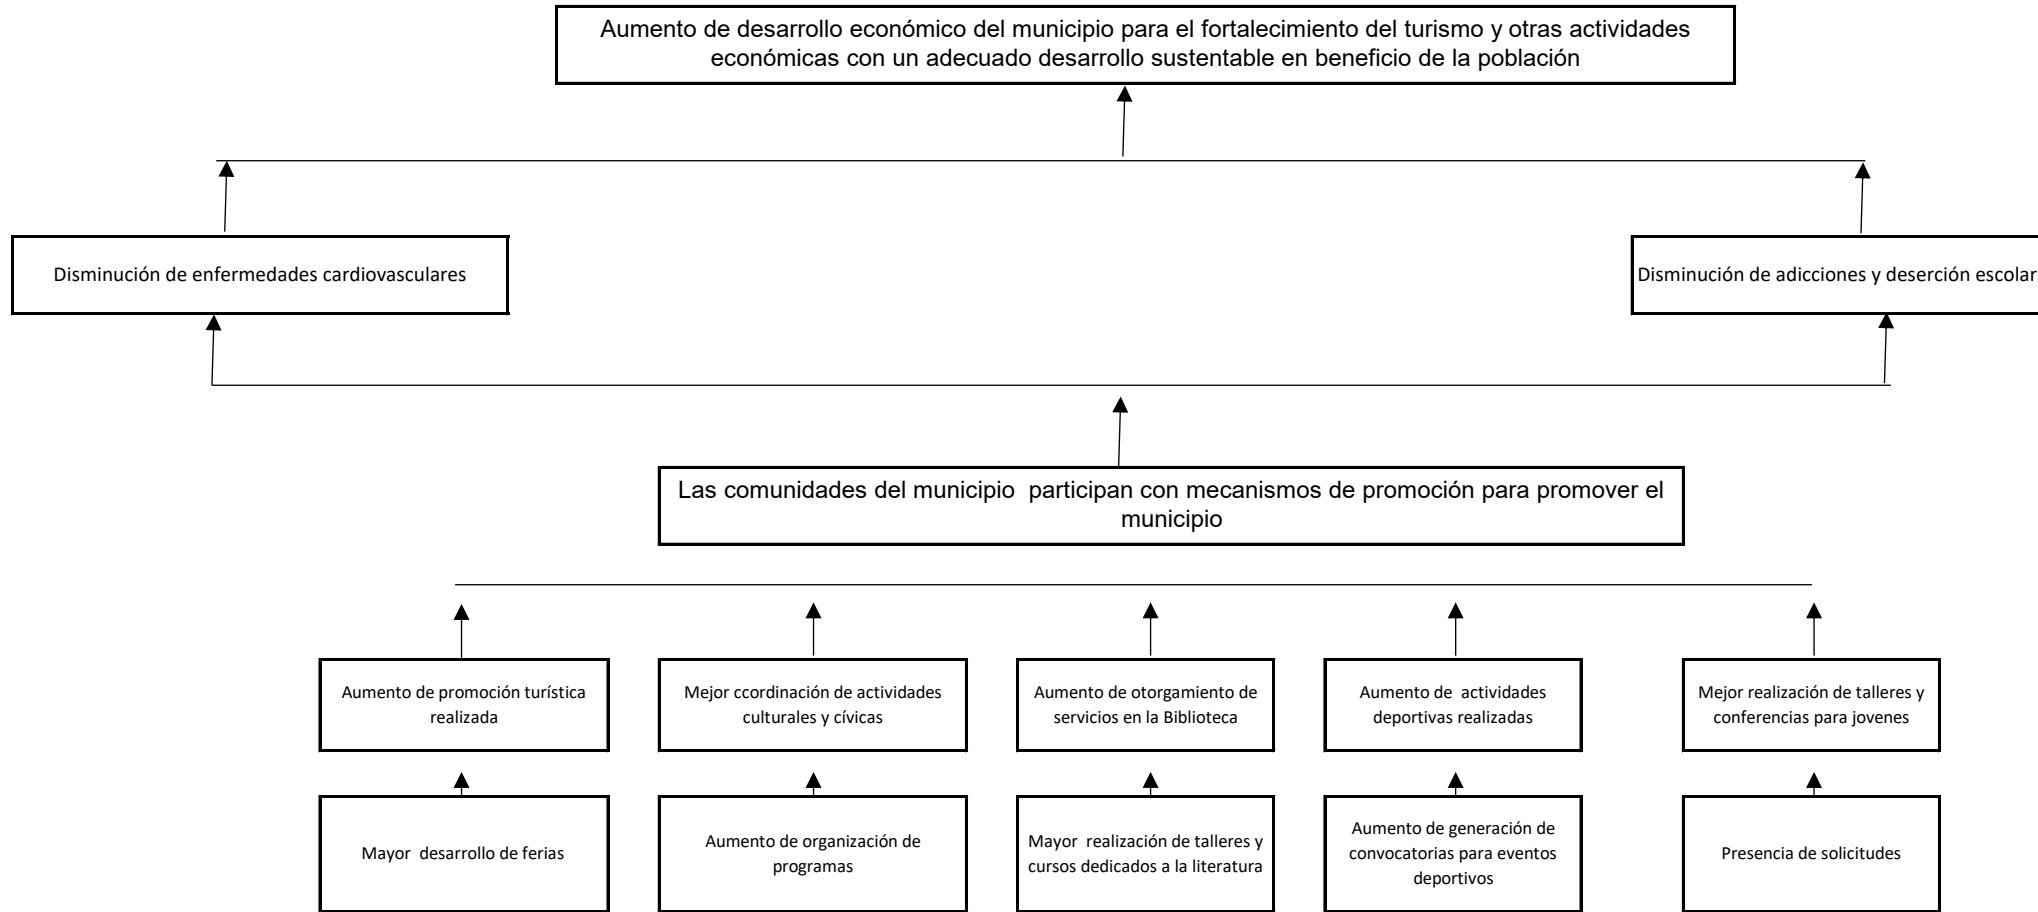 Aumento de desarrollo económico del municipio para el fortalecimiento del turismo y otras actividades
económicas con un adecuado desarrollo sustentable en beneficio de la población
Disminución de enfermedades cardiovasculares
Disminución de adicciones y deserción escolar
Las comunidades del municipio  participan con mecanismos de promoción para promover el
municipio
Aumento de promoción turística
realizada
Mejor ccordinación de actividades
culturales y cívicas
Aumento de otorgamiento de
servicios en la Biblioteca
Aumento de  actividades
deportivas realizadas
Mejor realización de talleres y
conferencias para jovenes
Mayor  desarrollo de ferias
Aumento de organización de
programas
Mayor  realización de talleres y
cursos dedicados a la literatura
Aumento de generación de
convocatorias para eventos
deportivos
Presencia de solicitudes